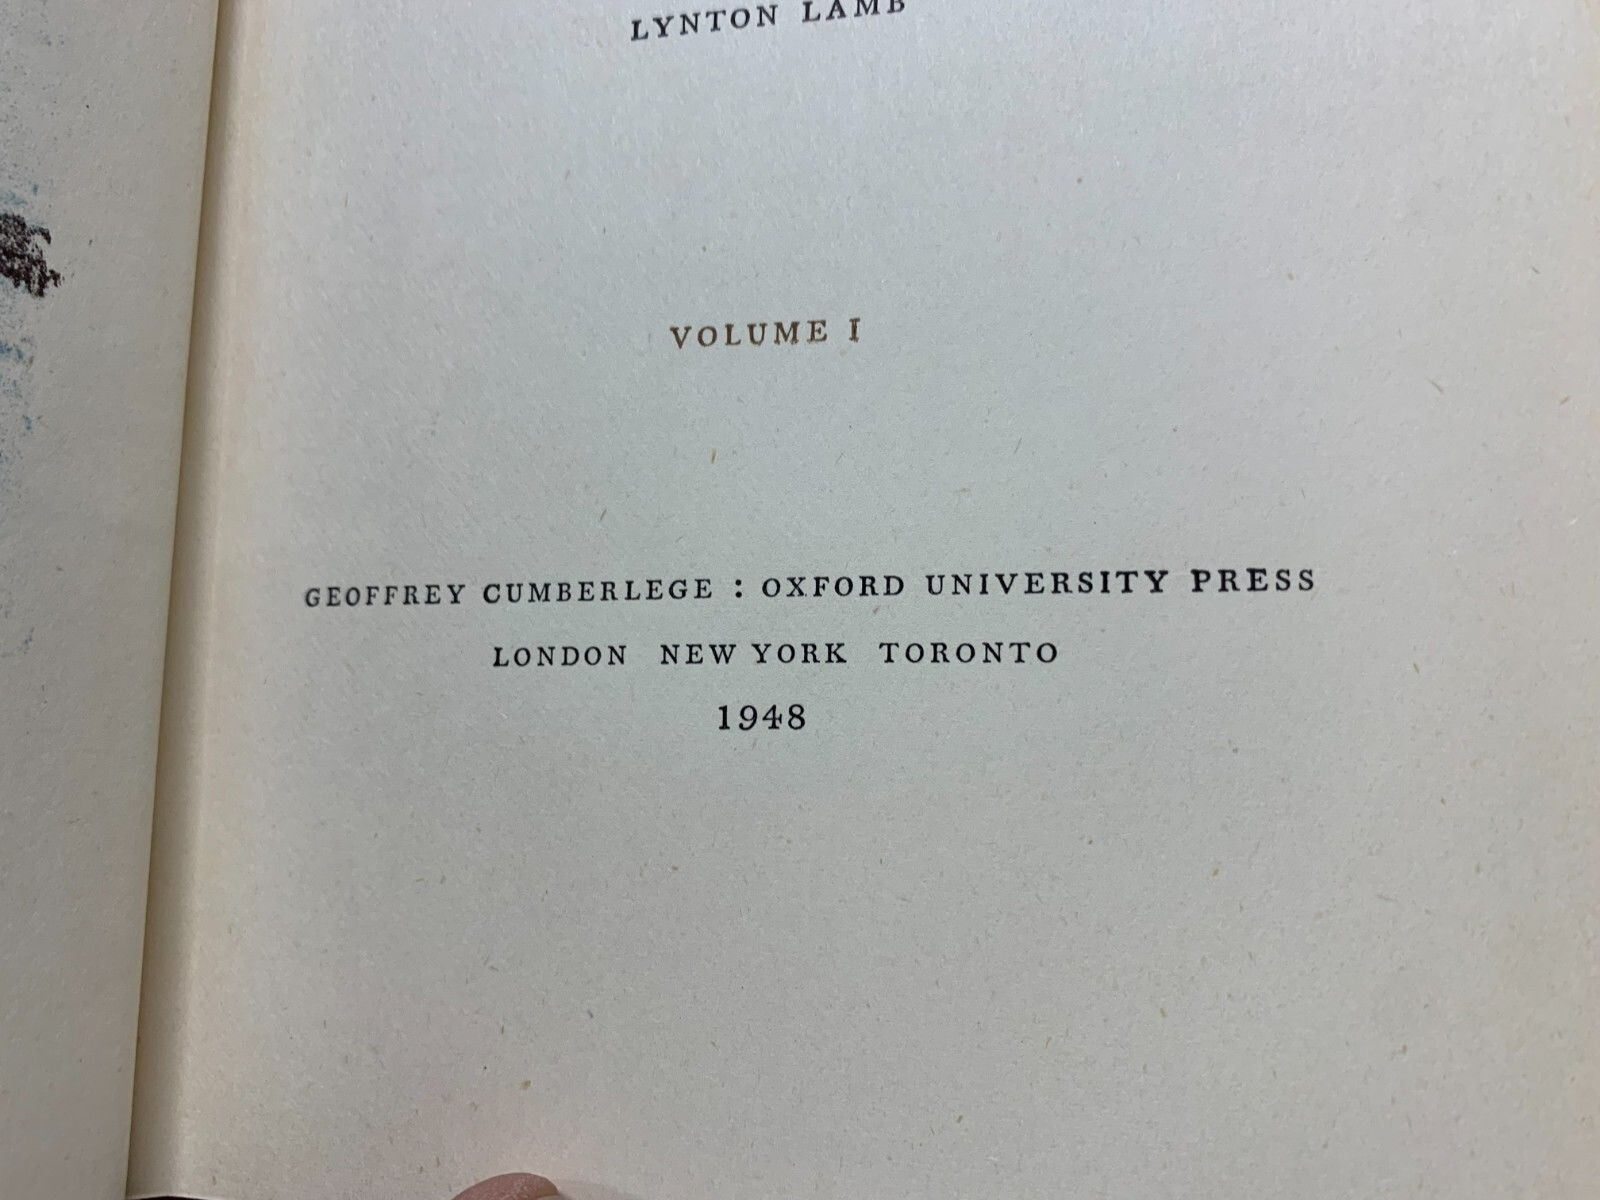 LYNTON LAMB
VOLUME I
GEOFFREY CUMBERLEGE : OXFORD UNIVERSITY PRESS
LONDON NEW YORK TORONTO
1948